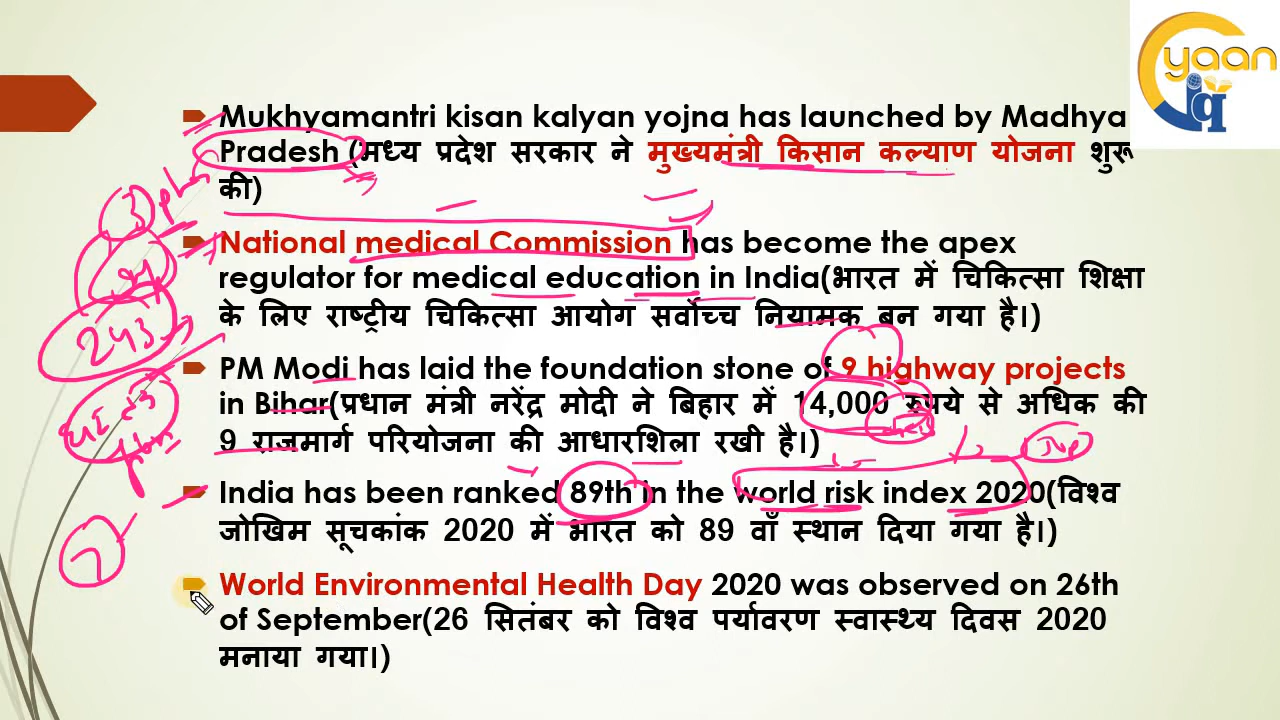 yaan
q
Mukhyamantri kisan kalyan yojna has launched by Madhya
Pradesh (मध्य प्रदेश सरकार ने मुख्यमंत्री किसान कल्याण योजना शुरू
की)
National medical Commission has become the apex
regulator for medical education in India(भारत में चिकित्सा शिक्षा
के लिए राष्ट्रीय चिकित्सा आयोग सर्वोच्च नियामक बन गया है।)
PM Modi has laid the foundation stone of 9 highway projects
in Bihar(प्रधान मंत्री नरेंद्र मोदी ने बिहार में 14,000 रुपये से अधिक की
9 राजमार्ग परियोजना की आधारशिला रखी है।)
India has been ranked 89th in the world risk index 2020(विश्व
जोखिम सूचकांक 2020 में भारत को 89 वाँ स्थान दिया गया है।)
World Environmental Health Day 2020 was observed on 26th
of September(26 सितंबर को विश्व पर्यावरण स्वास्थ्य दिवस 2020
मनाया गया।)
3
243